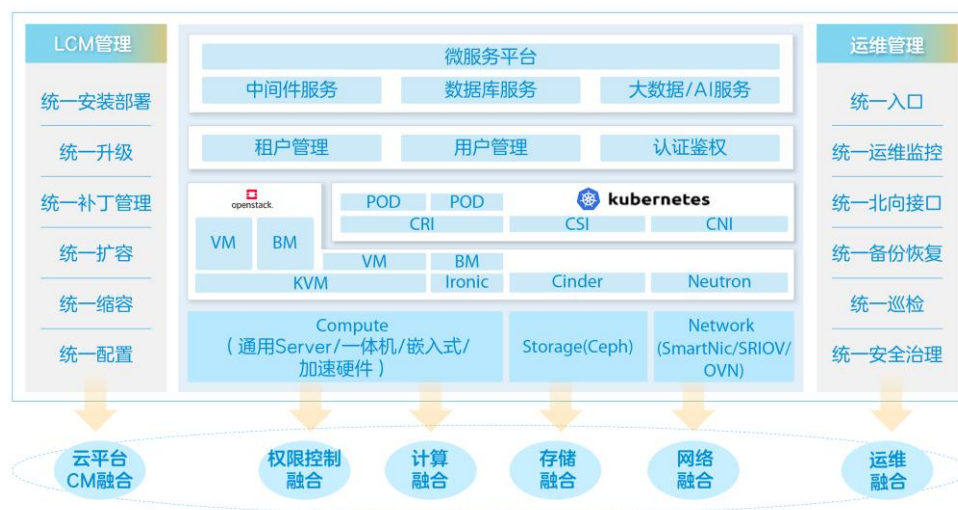 LCM管理
统一安装部署
统一升级
统一补丁管理
统一扩容
统一缩容
统一配置
微服务平台
中间件服务
数据库服务
大数据/AI服务
租户管理
用户管理
认证鉴权
openstack.
VM
BM
POD
POD
kubernetes
CRI
CSI
CNI
VM
BM
KVM
Ironic
Cinder
Neutron
Compute
(通用Server/一体机/嵌入式/
加速硬件)
Storage(Ceph)
Network
(SmartNic/SRIOV/
OVN)
运维管理
统一入口
统一运维监控
统一北向接口
统一备份恢复
统一巡检
统一安全治理
云平台
CM融合
权限控制
融合
计算
融合
存储
融合
网络
融合
运维
融合